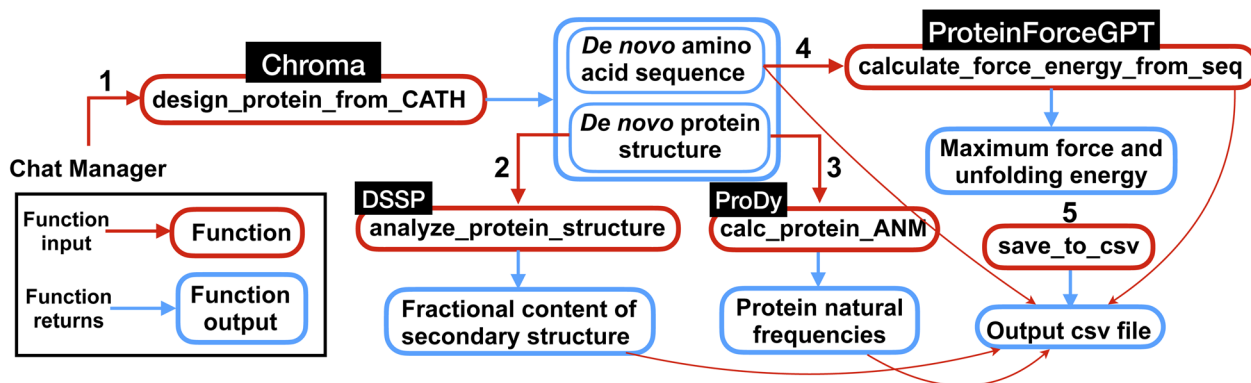 Chroma
1
design_protein_from_CATH
Chat Manager
De novo amino
acid sequence
De novo protein
structure
4
ProteinForceGPT
calculate_force_energy_from_seq
Maximum force and
unfolding energy
2
DSSP
analyze_protein_structure
Fractional content of
secondary structure
3
ProDy
calc_protein_ANM
Protein natural
frequencies
5
save_to_csv
Output csv file
Function
input
Function
Function
returns
Function
output